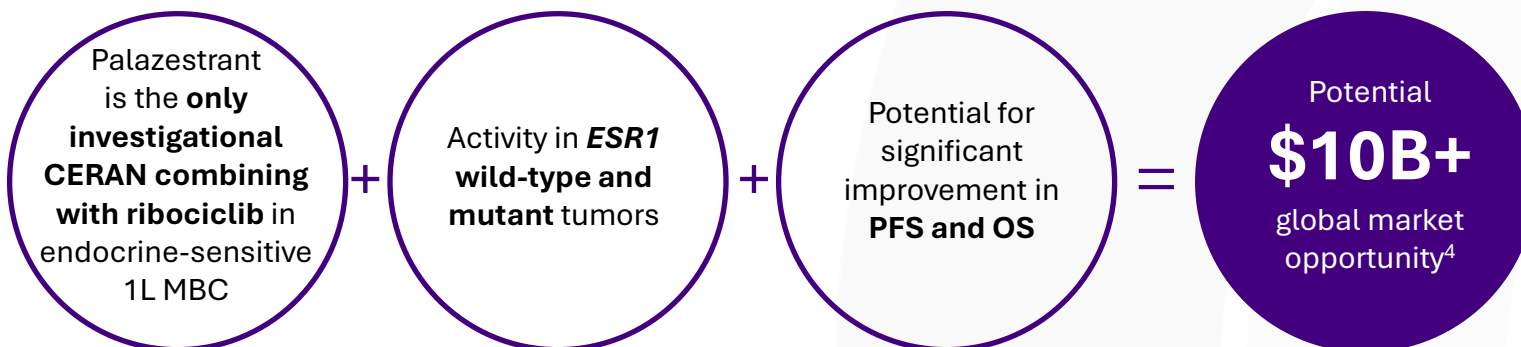 Palazestrant
is the only
investigational
CERAN combining
with ribociclib in
endocrine-sensitive
1L MBC
+
Activity in ESR1
wild-type and
mutant tumors
+
Potential for
significant
improvement in
PFS and OS
=
Potential
$10B+
global market
opportunity4